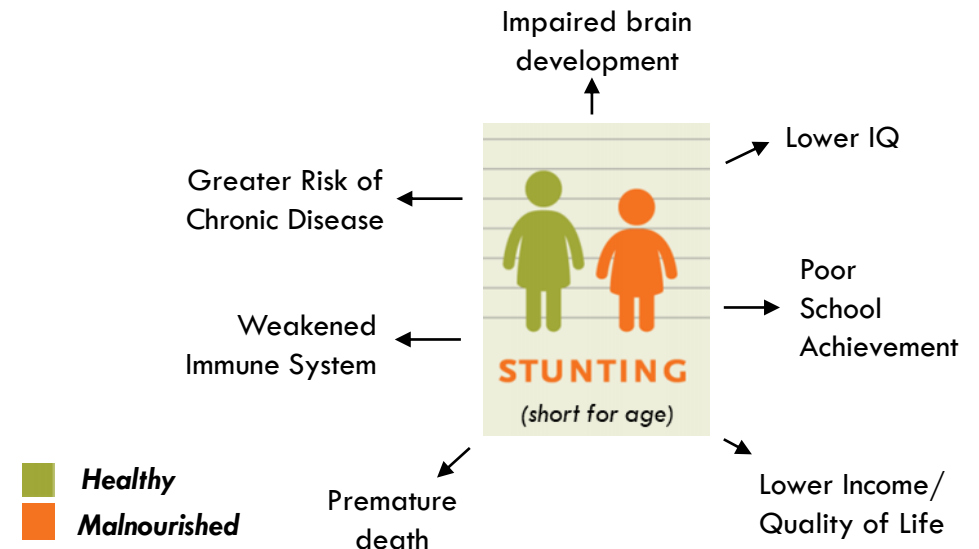 Impaired brain
development
Lower IQ
Greater Risk of
Chronic Disease
Poor
School
Achievement
Weakened
Immune System
STUNTING
(short for age)
Healthy
Malnourished
Premature
death
Lower Income/
Quality of Life